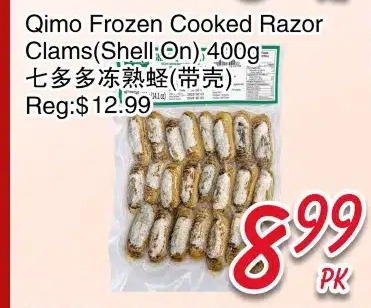 Qimo Frozen Cooked Razor
Clams(Shell On) 400g
七多多冻熟蛏(带壳)
Reg:$12.99
8.99
PK